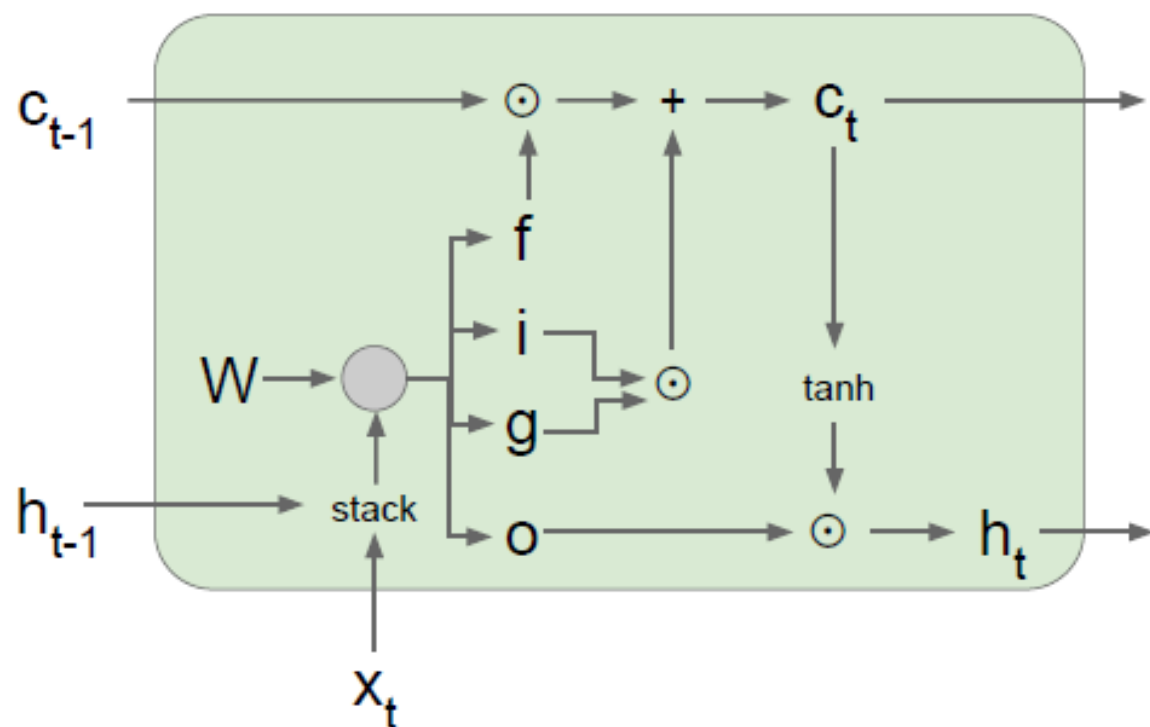 c_{t-1} ⊙ + c_t
f
i
W ⊙ tanh
g
h_{t-1} stack o ⊙ h_t
x_t